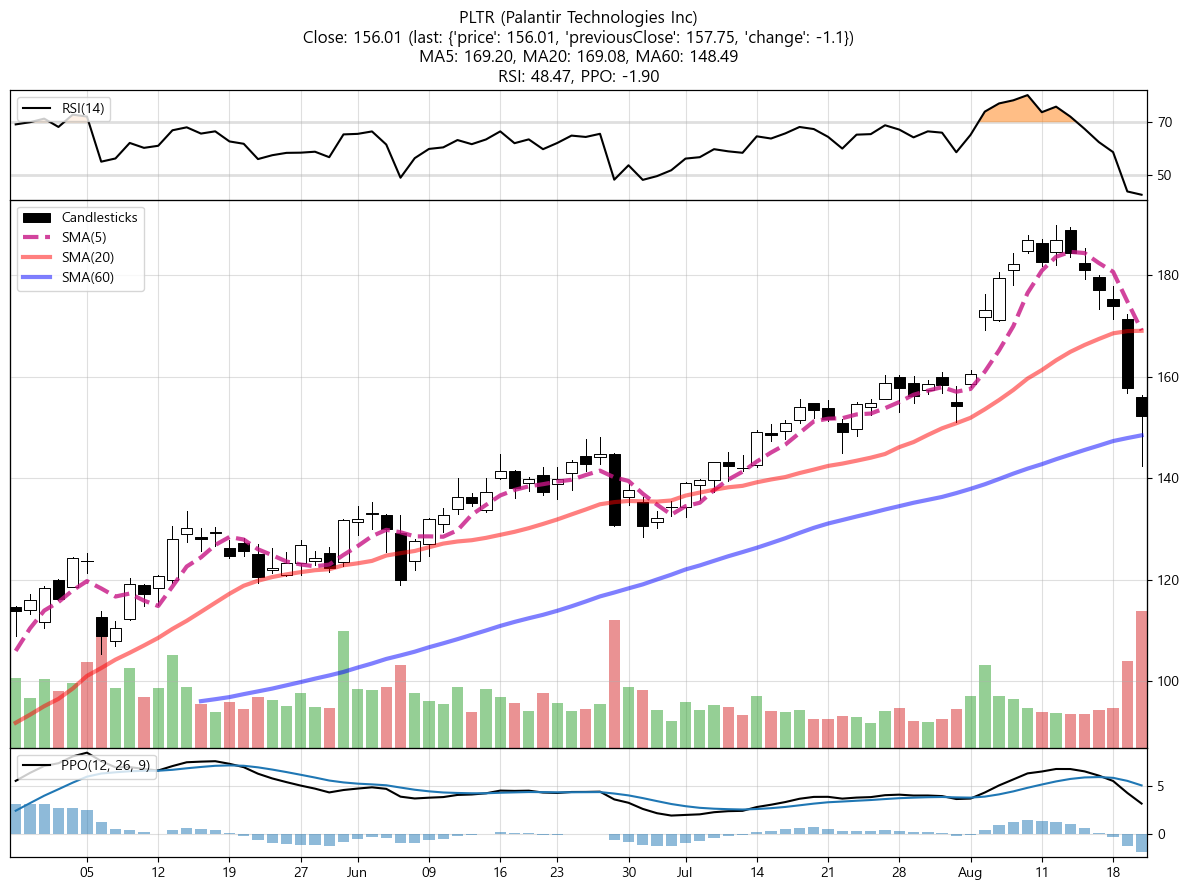 PLTR (Palantir Technologies Inc)
Close: 156.01 (last: {'price': 156.01, 'previousClose': 157.75, 'change': -1.1})
MA5: 169.20, MA20: 169.08, MA60: 148.49
RSI: 48.47, PPO: -1.90
RSI(14)
70
50
Candlesticks
SMA(5)
SMA(20)
SMA(60)
180
160
140
120
100
PPO(12, 26, 9)
5
0
05 12 19 27 Jun 09 16 23 30 Jul 14 21 28 Aug 11 18